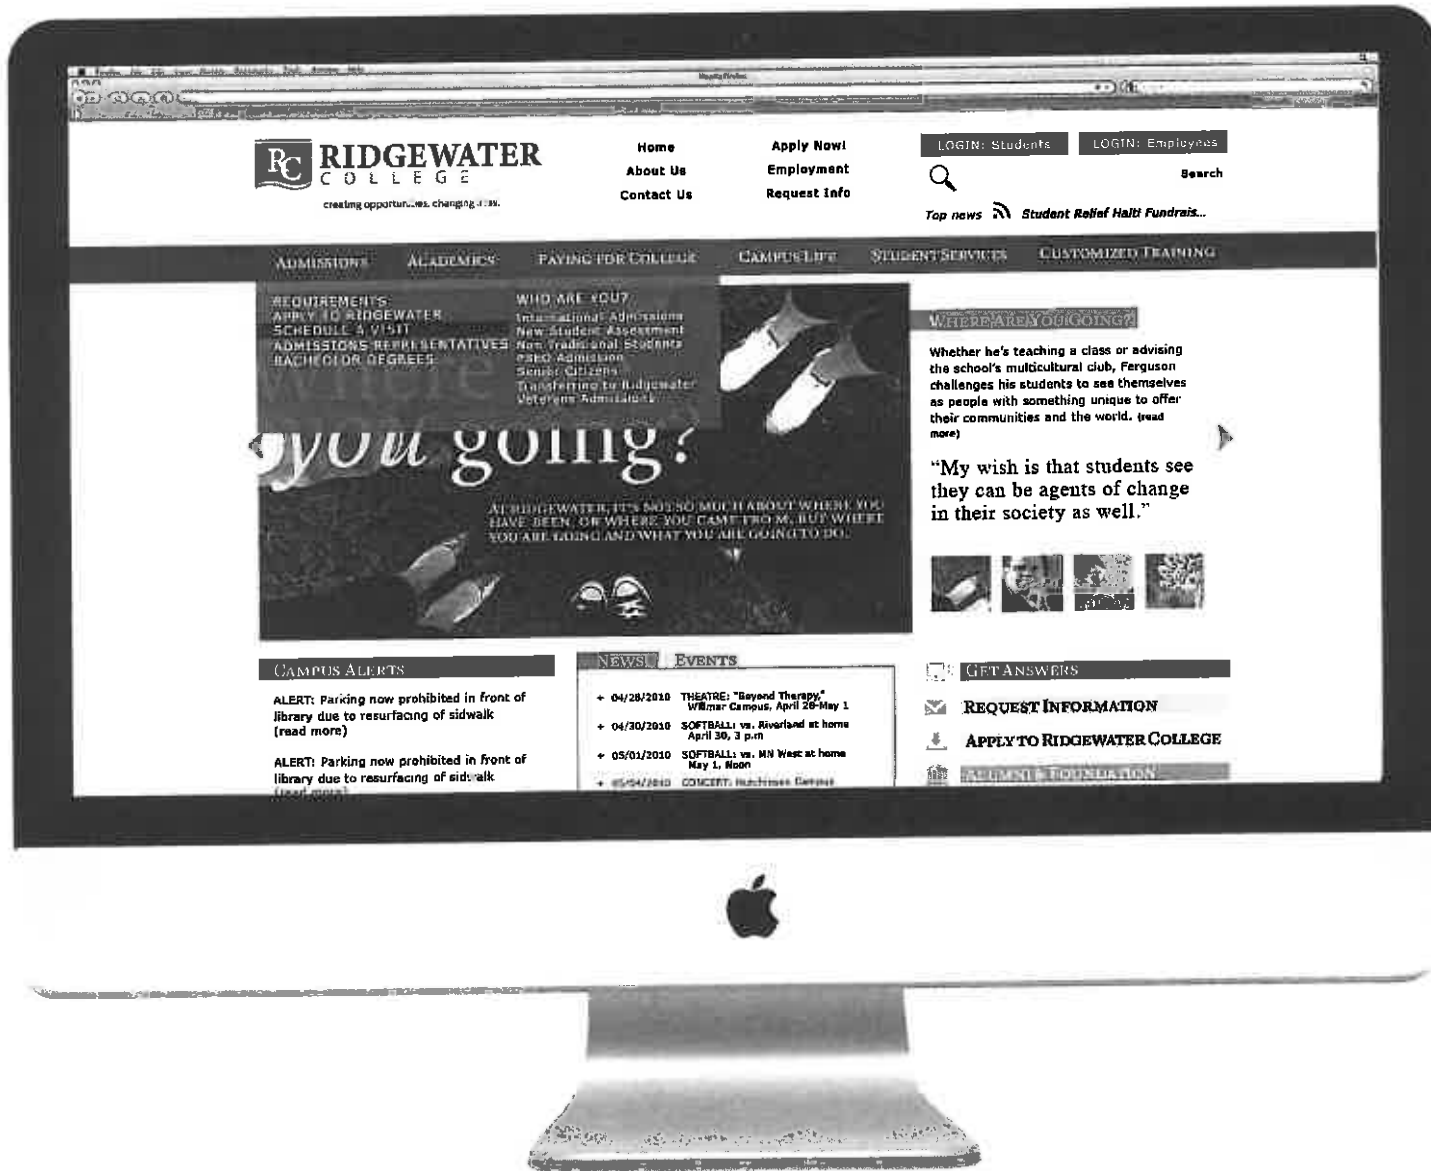 RC
RIDGEWATER
COLLEGE
creating opportunities. changing lives.
Home
About Us
Contact Us
Apply Now!
Employment
Request Info
LOGIN: Students
LOGIN: Employees
Search
Top news
Student Relief Haiti Fundrais...
ADMISSIONS
ACADEMICS
PAYING FOR COLLEGE
CAMPUS LIFE
STUDENT SERVICES
CUSTOMIZED TRAINING
REQUIREMENTS
APPLY TO RIDGEWATER
SCHEDULE A VISIT
ADMISSIONS REPRESENTATIVES
BACHELOR DEGREES
WHO ARE YOU?
International Admissions
New Student Assessment
Non Traditional Students
PSEO Admission
Senior Citizens
Transferring to Ridgewater
Veterans Admissions
where
you going?
AT RIDGEWATER, IT'S NOT SO MUCH ABOUT WHERE YOU
HAVE BEEN, OR WHERE YOU CAME FROM, BUT WHERE
YOU ARE GOING AND WHAT YOU ARE GOING TO DO.
WHERE ARE YOU GOING?
Whether he's teaching a class or advising
the school's multicultural club, Ferguson
challenges his students to see themselves
as people with something unique to offer
their communities and the world. (read
more)
“My wish is that students see
they can be agents of change
in their society as well.”
CAMPUS ALERTS
ALERT: Parking now prohibited in front of
library due to resurfacing of sidwalk
(read more)
ALERT: Parking now prohibited in front of
library due to resurfacing of sidwalk
(read more)
NEWS
EVENTS
+ 04/28/2010 THEATRE: "Beyond Therapy,"
Willmar Campus, April 28-May 1
+ 04/30/2010 SOFTBALL: vs. Riverland at home
April 30, 3 p.m
+ 05/01/2010 SOFTBALL: vs. MN West at home
May 1, Noon
+ 05/04/2010 CONCERT: Hutchinson Campus
GET ANSWERS
REQUEST INFORMATION
APPLY TO RIDGEWATER COLLEGE
ALUMNI & FOUNDATION